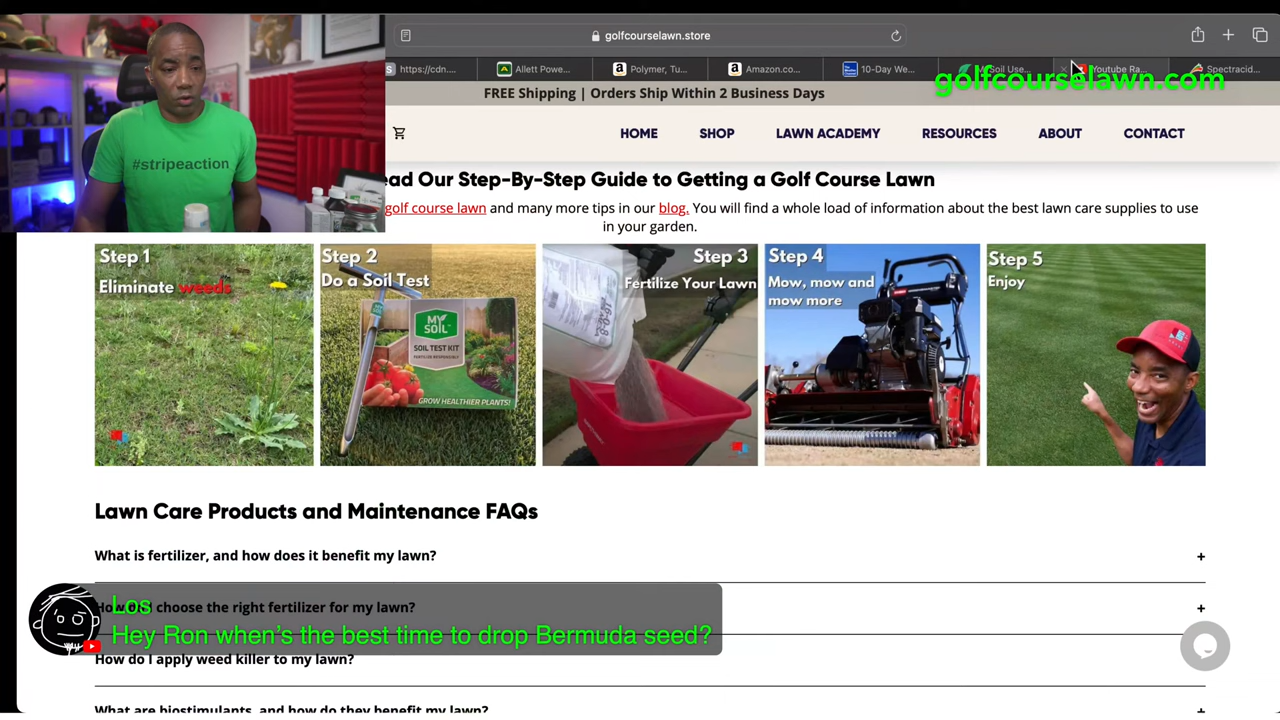 golfcourselawn.store
https://cdn....
Allett Powe...
Polymer, Tu...
Amazon.co...
10-Day We...
Soil Use...
Youtube Ra...
Spectracid...
golfcourselawn.com
FREE Shipping | Orders Ship Within 2 Business Days
HOME
SHOP
LAWN ACADEMY
RESOURCES
ABOUT
CONTACT
#stripeaction
ead Our Step-By-Step Guide to Getting a Golf Course Lawn
golf course lawn and many more tips in our blog. You will find a whole load of information about the best lawn care supplies to use
in your garden.
Step 1
Eliminate weeds
Step 2
Do a Soil Test
MY
SOIL
SOIL TEST KIT
FERTILIZE RESPONSIBLY
GROW HEALTHIER PLANTS!
Step 3
Fertilize Your Lawn
16-0-8
Step 4
Mow, mow and
mow more
Step 5
Enjoy
Lawn Care Products and Maintenance FAQs
What is fertilizer, and how does it benefit my lawn?
+
choose the right fertilizer for my lawn?
+
Los
Hey Ron when's the best time to drop Bermuda seed?
How do I apply weed killer to my lawn?
What are biostimulants, and how do they benefit my lawn?